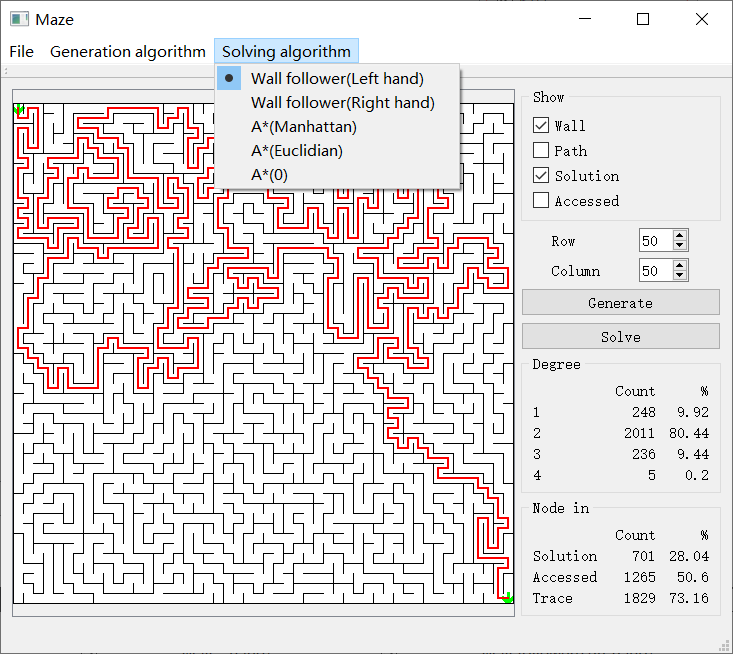 Maze
File Generation algorithm Solving algorithm
Wall follower(Left hand)
Wall follower(Right hand)
A*(Manhattan)
A*(Euclidian)
A*(0)
Show
Wall
Path
Solution
Accessed
Row 50
Column 50
Generate
Solve
Degree
Count %
1 248 9.92
2 2011 80.44
3 236 9.44
4 5 0.2
Node in
Count %
Solution 701 28.04
Accessed 1265 50.6
Trace 1829 73.16